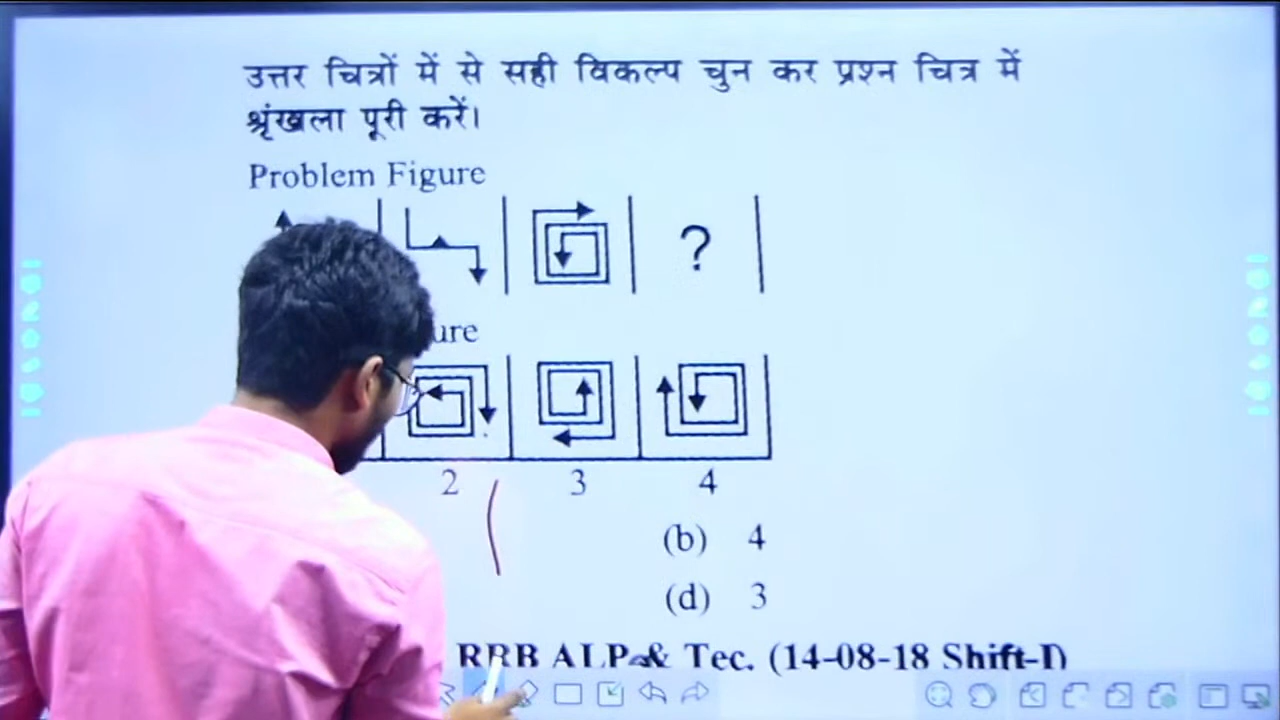 उत्तर चित्रों में से सही विकल्प चुन कर प्रश्न चित्र में
श्रृंखला पूरी करें।
Problem Figure
?
ure
2 3 4
(b) 4
(d) 3
RRB ALP & Tec. (14-08-18 Shift-I)